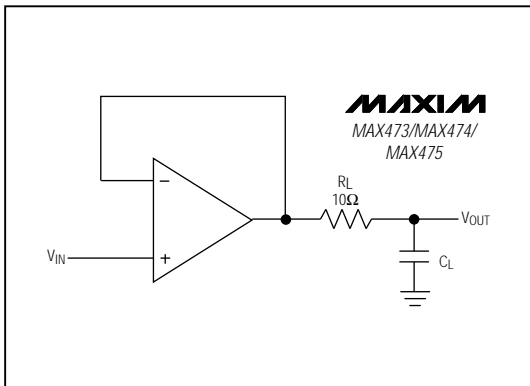 MAXIM
MAX473/MAX474/
MAX475
RL
10Ω
VIN
−
+
VOUT
CL